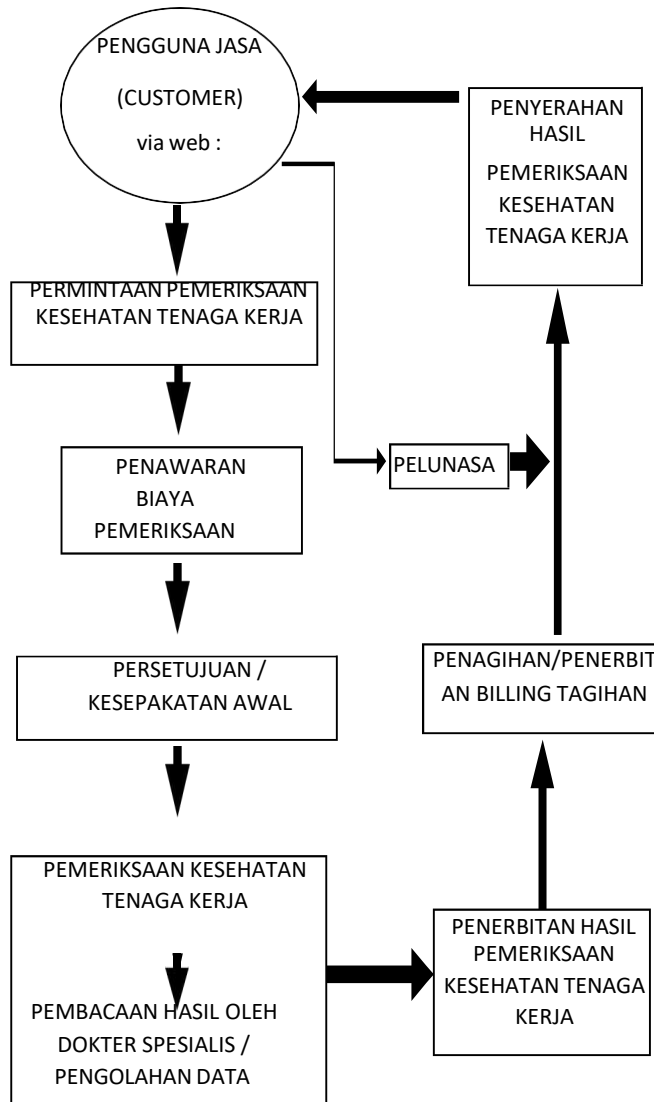 PENGGUNA JASA
(CUSTOMER)
via web :
PERMINTAAN PEMERIKSAAN
KESEHATAN TENAGA KERJA
PENAWARAN
BIAYA
PEMERIKSAAN
PERSETUJUAN /
KESEPAKATAN AWAL
PEMERIKSAAN KESEHATAN
TENAGA KERJA
PEMBACAAN HASIL OLEH
DOKTER SPESIALIS /
PENGOLAHAN DATA
PENERBITAN HASIL
PEMERIKSAAN
KESEHATAN TENAGA
KERJA
PENAGIHAN/PENERBIT
AN BILLING TAGIHAN
PELUNASA
PENYERAHAN
HASIL
PEMERIKSAAN
KESEHATAN
TENAGA KERJA